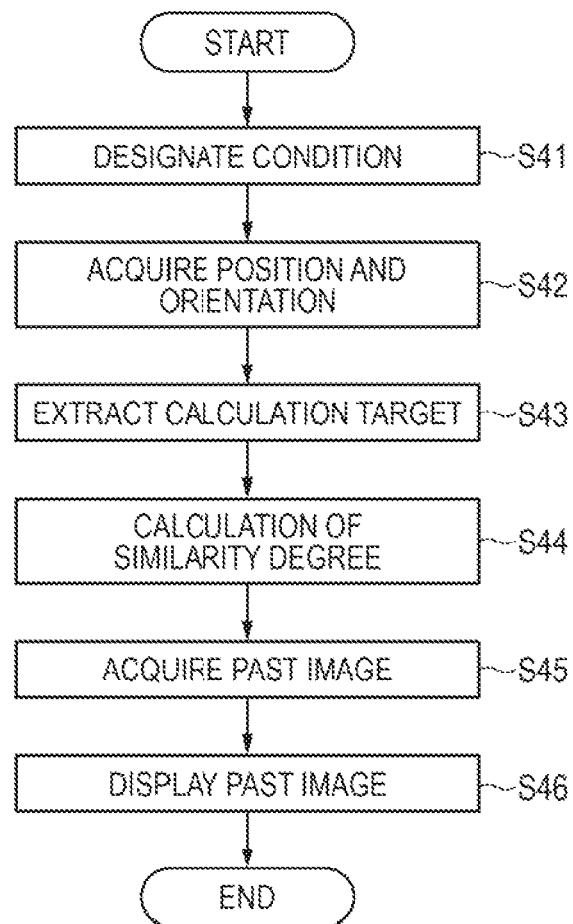 START
DESIGNATE CONDITION
S41
ACQUIRE POSITION AND
ORIENTATION
S42
EXTRACT CALCULATION TARGET
S43
CALCULATION OF
SIMILARITY DEGREE
S44
ACQUIRE PAST IMAGE
S45
DISPLAY PAST IMAGE
S46
END